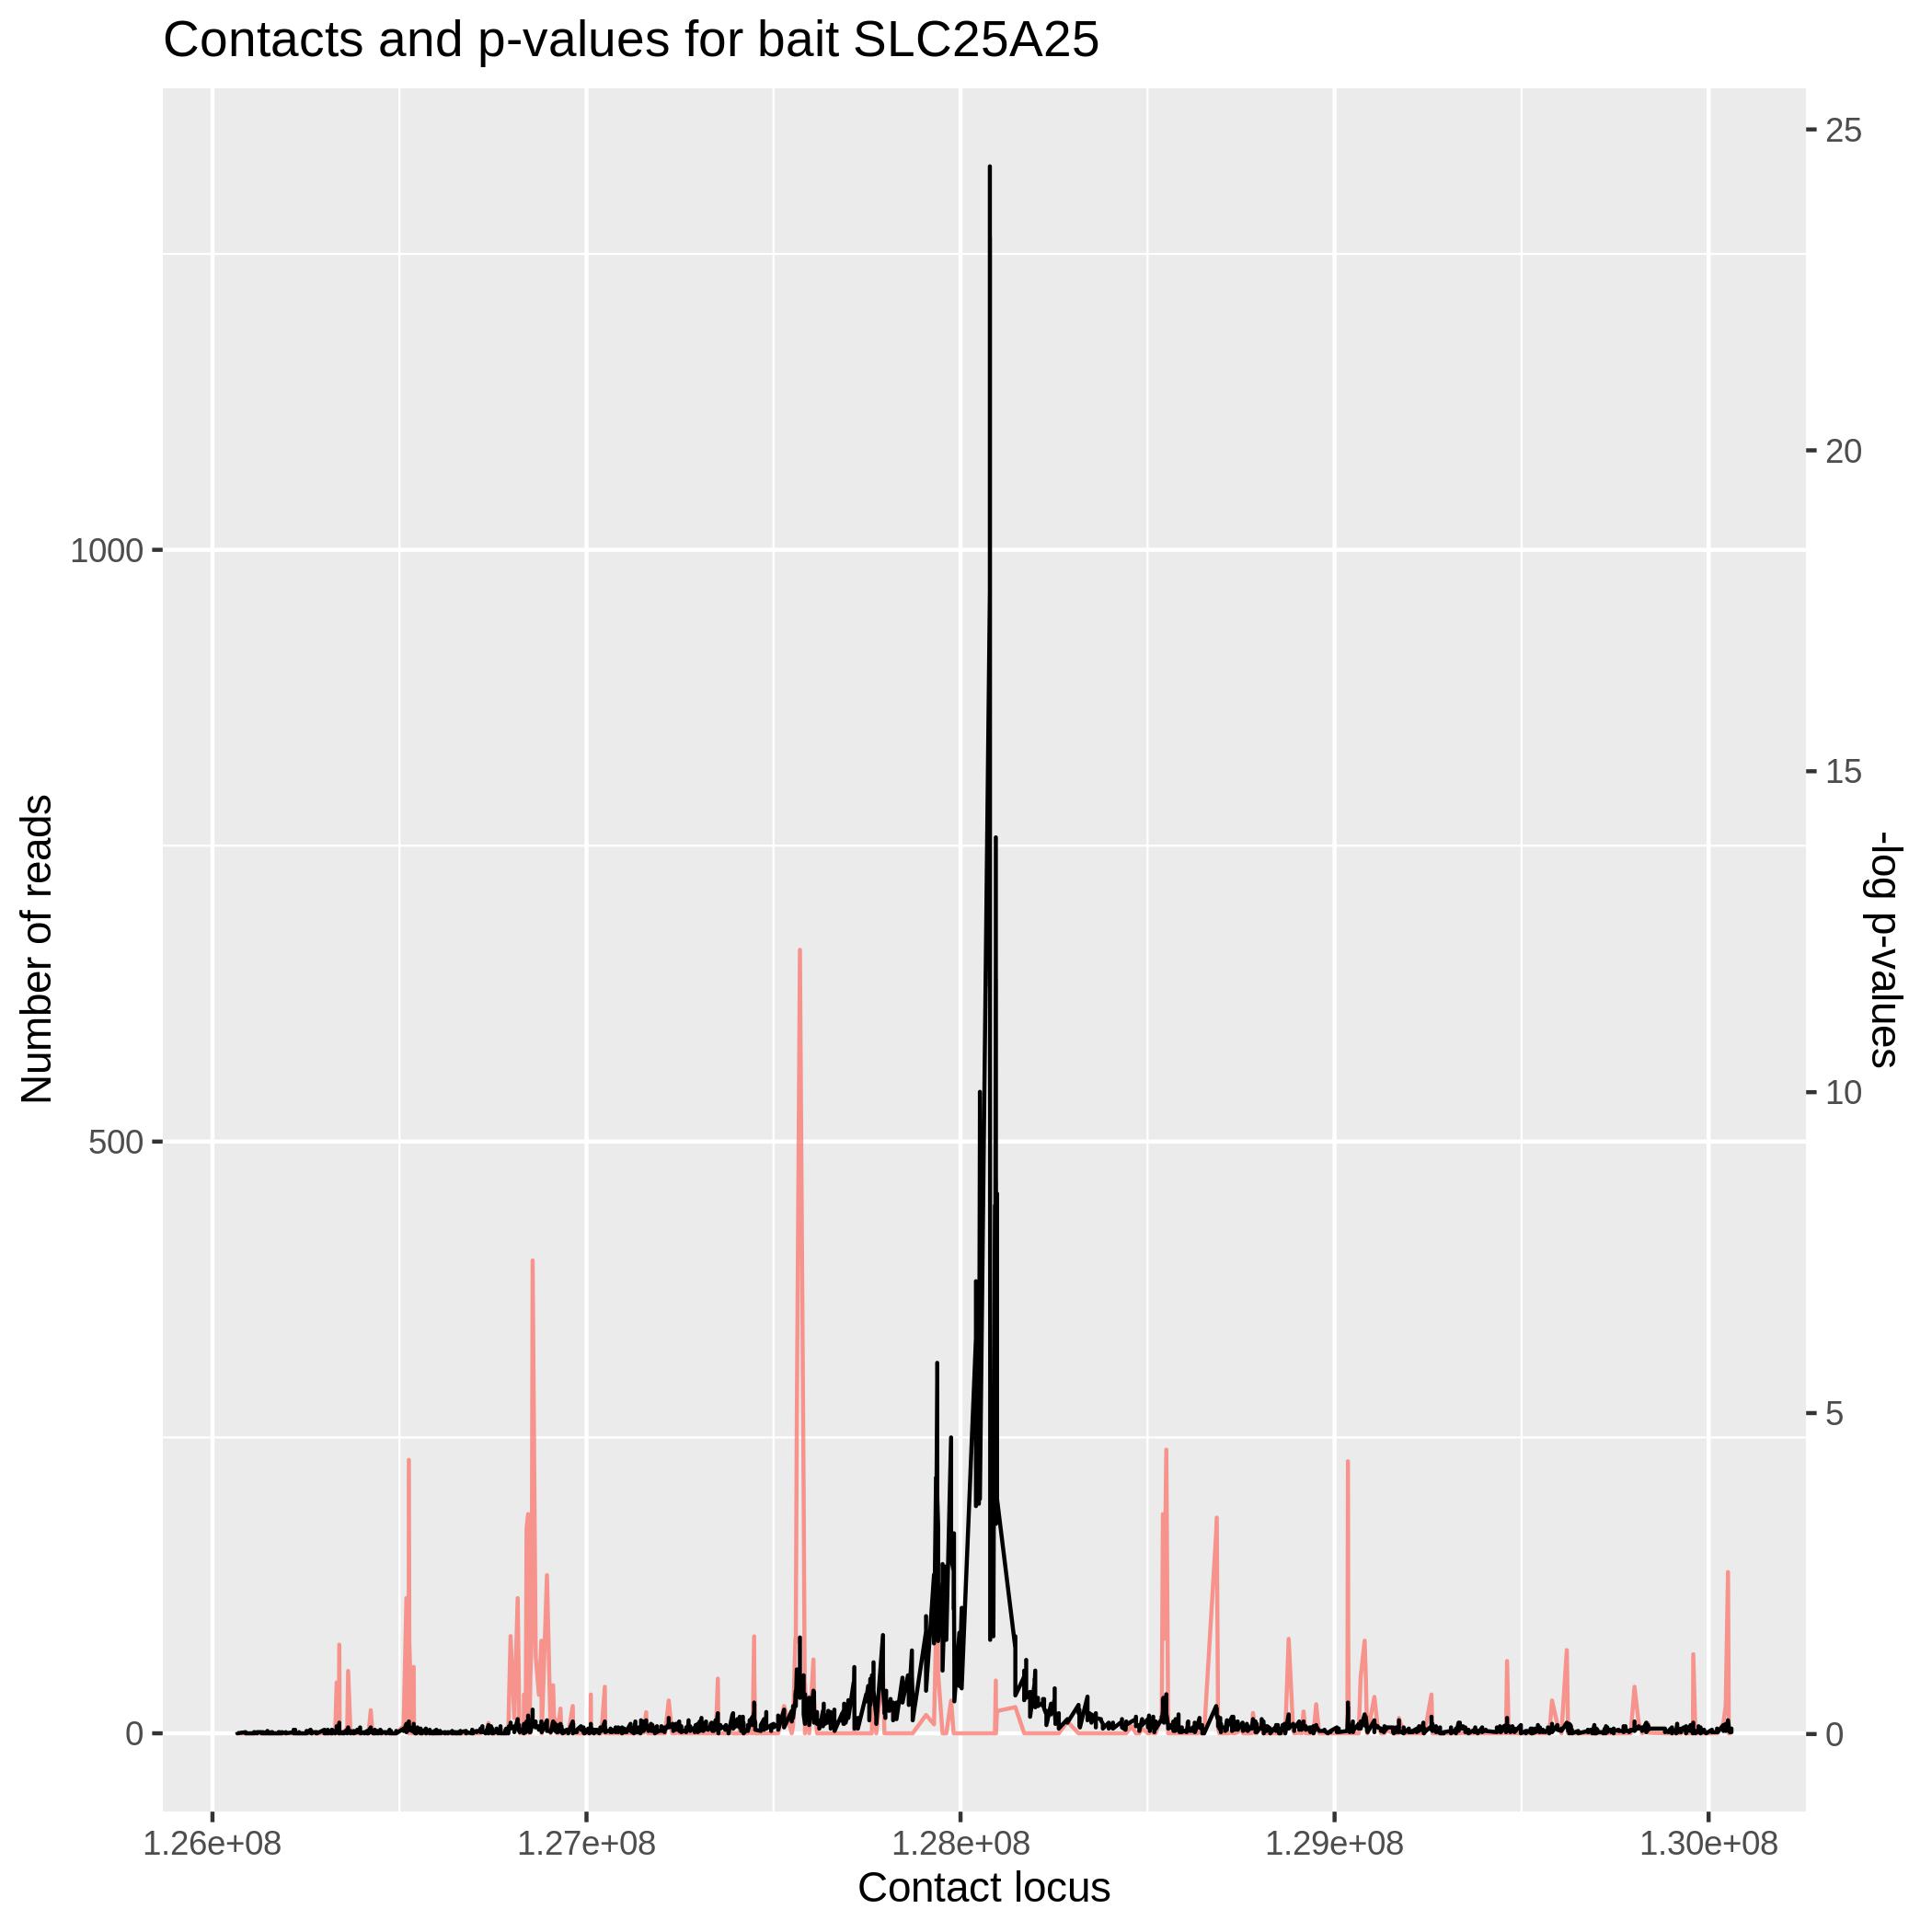 Contacts and p-values for bait SLC25A25
Number of reads
1000
500
0
25
20
15
10
5
0
-log p-values
1.26e+08
1.27e+08
1.28e+08
1.29e+08
1.30e+08
Contact locus